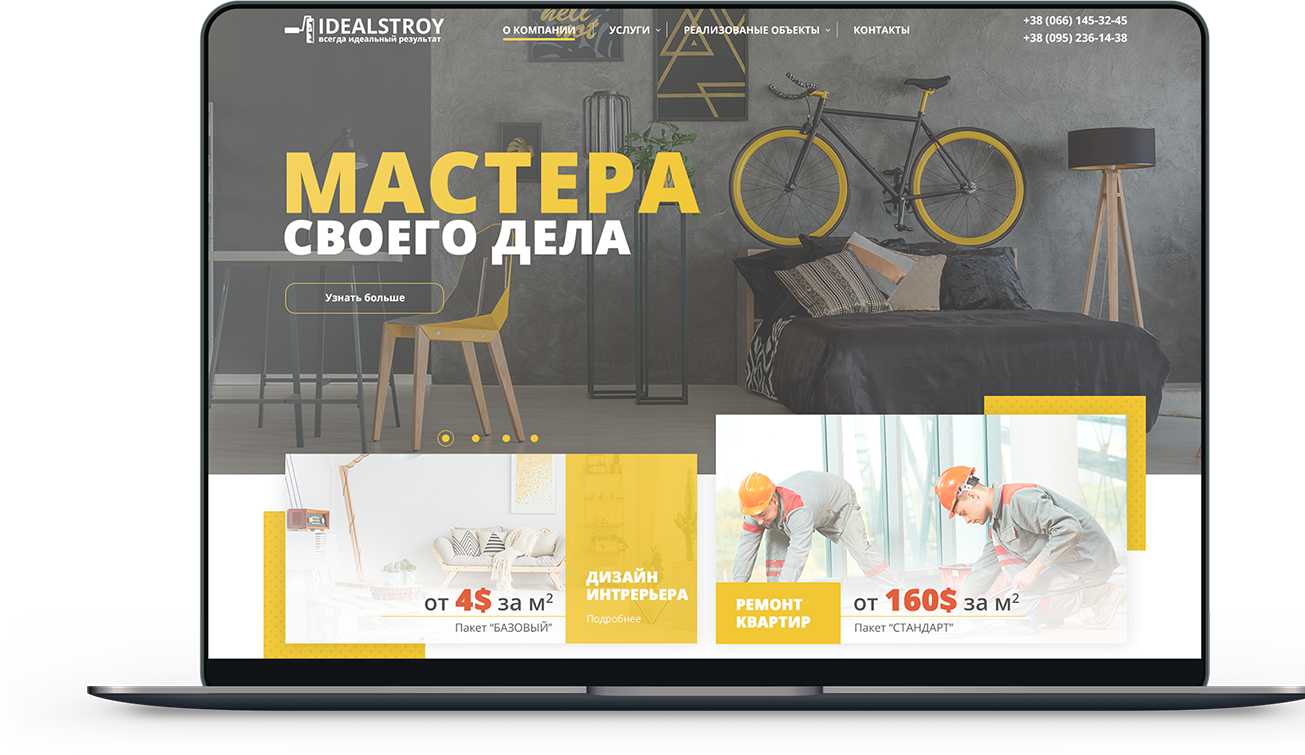 IDEALSTROY
всегда идеальный результат
О КОМПАНИИ
УСЛУГИ
РЕАЛИЗОВАНЫЕ ОБЪЕКТЫ
КОНТАКТЫ
+38 (066) 145-32-45
+38 (095) 236-14-38
МАСТЕРА
СВОЕГО ДЕЛА
Узнать больше
от 4$ за м²
Пакет “БАЗОВЫЙ”
ДИЗАЙН
ИНТРЕРЬЕРА
Подробнее
РЕМОНТ
КВАРТИР
от 160$ за м²
Пакет “СТАНДАРТ”